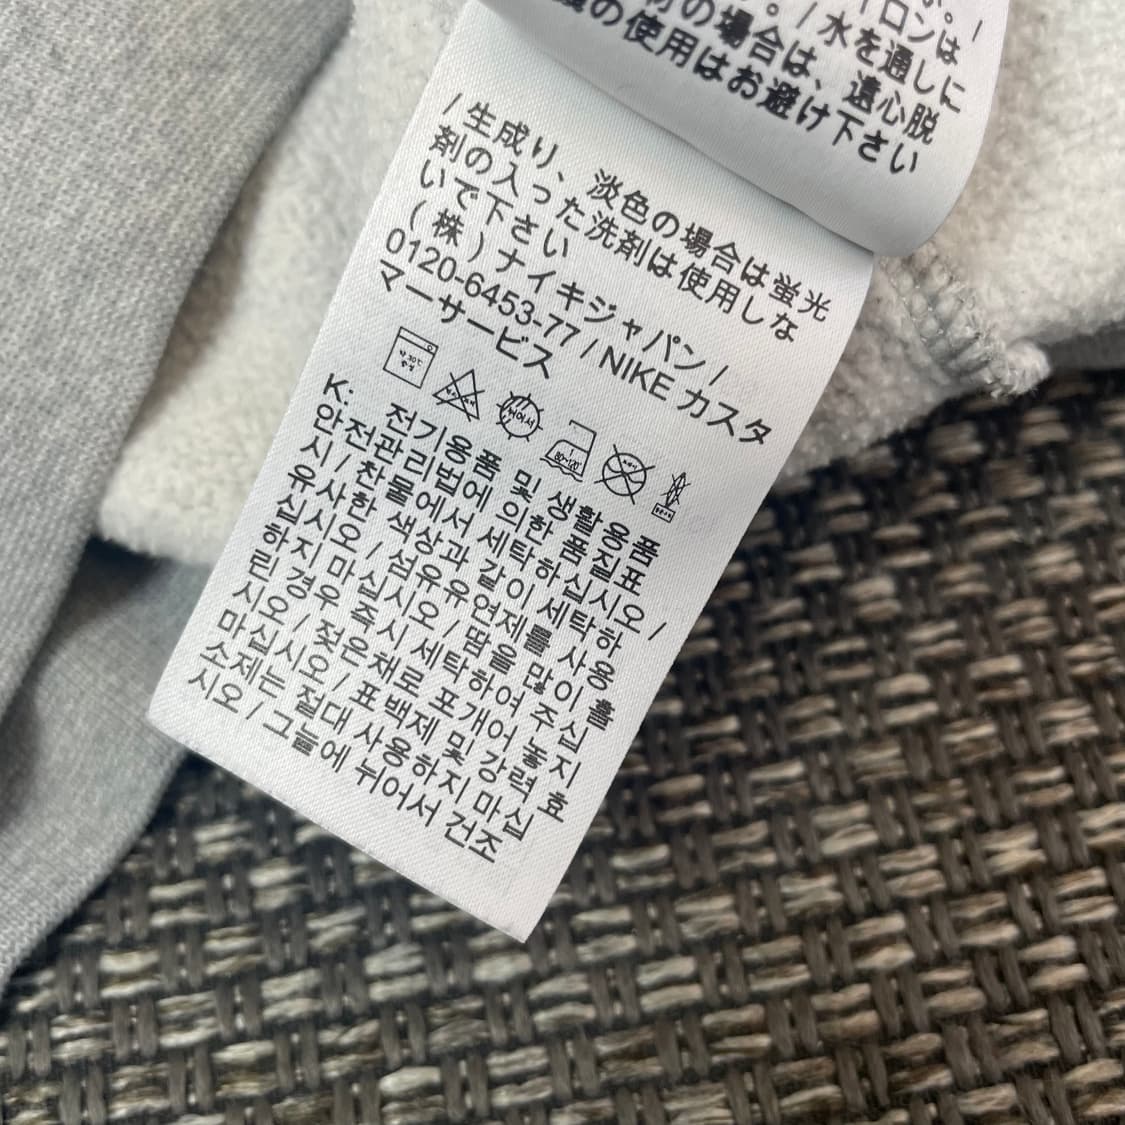 ロンは
/ 水を通しに
の場合は、遠心脱
の使用はお避け下さい
/ 生成り、淡色の場合は蛍光
剤の入った洗剤は使用しな
いで下さい
(株)ナイキジャパン /
0120-6453-77 / NIKE カスタ
マーサービス
80~120°
K: 전기용품 및 생활용품
안전관리법에 의한 품질표
시 / 찬물에서 세탁하십시오 /
유사한 색상과 같이 세탁하
십시오 / 섬유유연제를 사용
하지 마십시오 / 땀을 많이 흘
린 경우 즉시 세탁하여 주십
시오 / 젖은채로 포개어 놓지
마십시오 / 표백제 및 강력 효
소제는 절대 사용하지 마십
시오 / 그늘에 뉘어서 건조